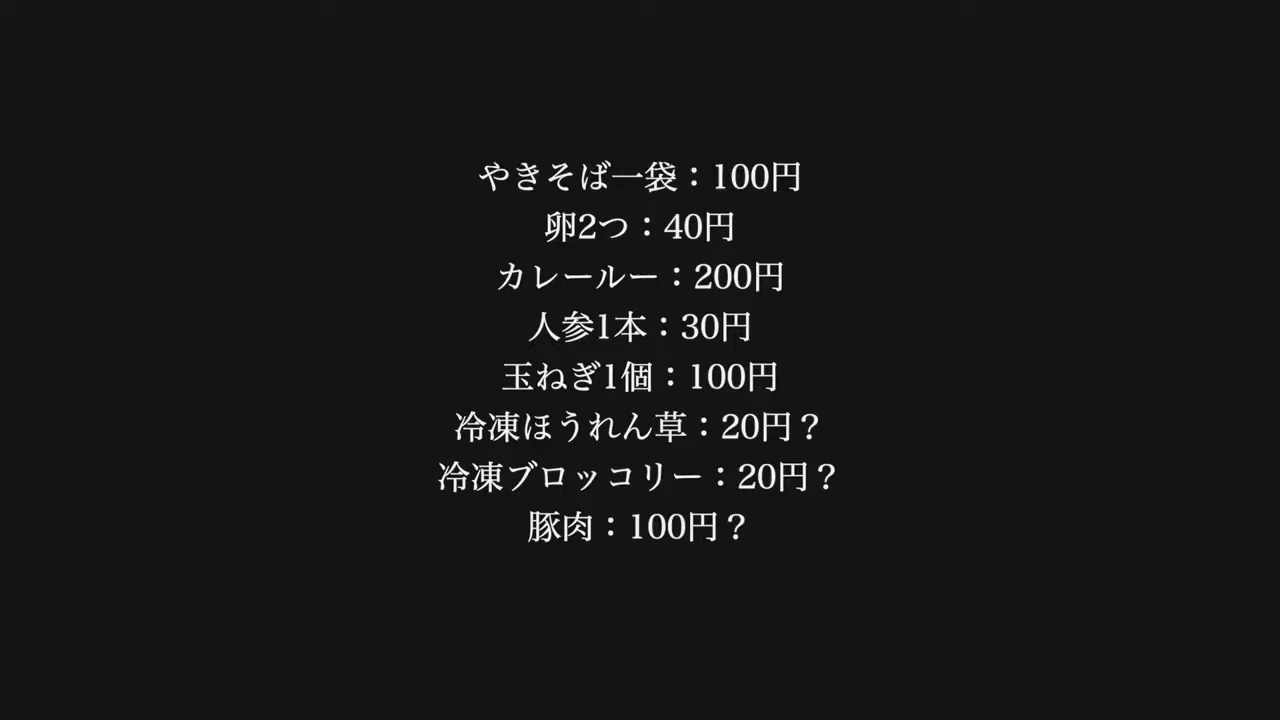 やきそば一袋：100円
卵2つ：40円
カレールー：200円
人参1本：30円
玉ねぎ1個：100円
冷凍ほうれん草：20円？
冷凍ブロッコリー：20円？
豚肉：100円？